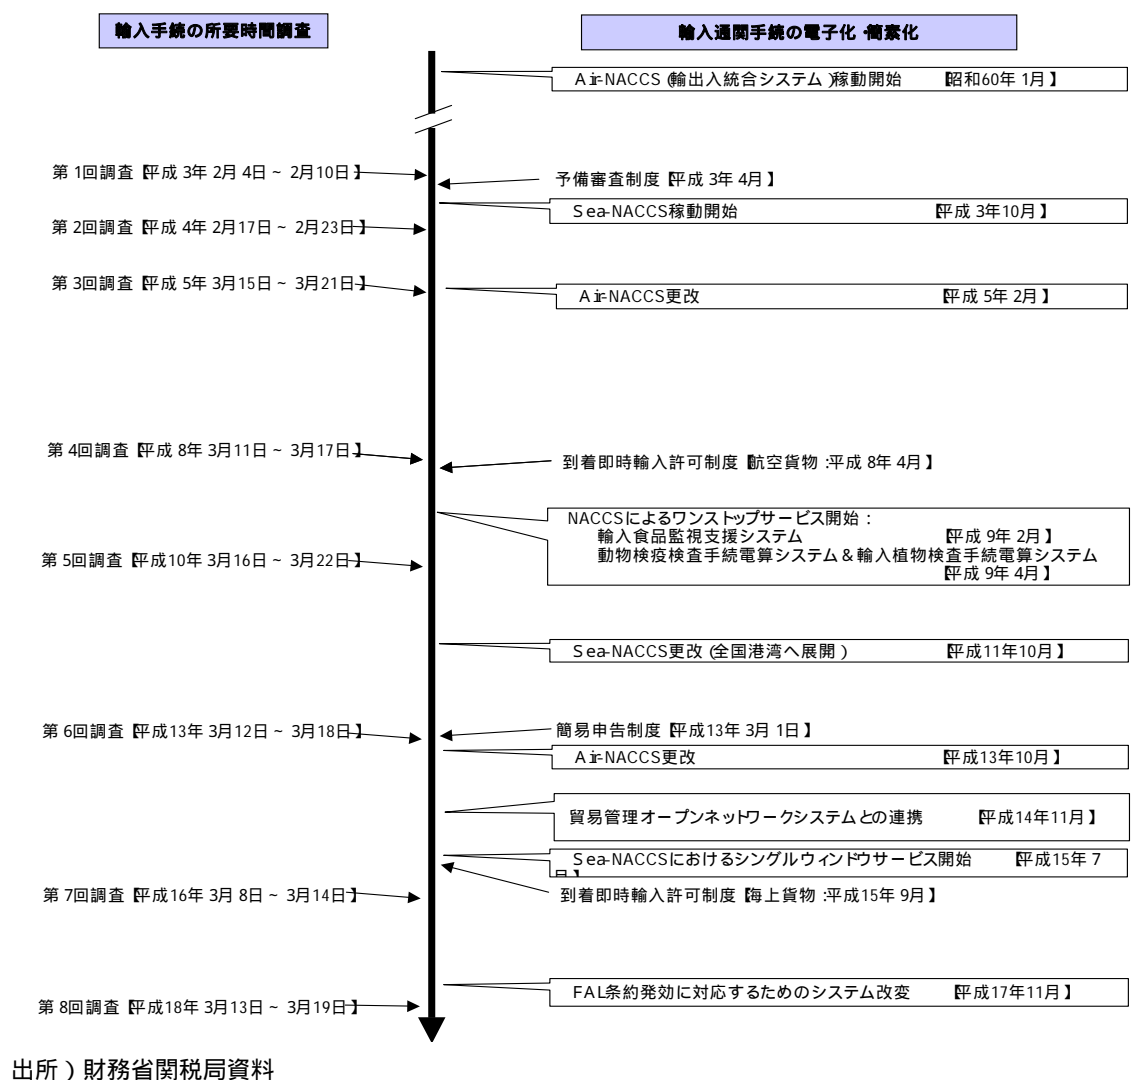 輸入手続の所要時間調査
輸入通関手続の電子化・簡素化
Air-NACCS(輸出入統合システム)稼動開始 【昭和60年1月】
第1回調査【平成3年2月4日~2月10日】
予備審査制度【平成3年4月】
Sea-NACCS稼動開始 【平成3年10月】
第2回調査【平成4年2月17日~2月23日】
第3回調査【平成5年3月15日~3月21日】
Air-NACCS更改 【平成5年2月】
第4回調査【平成8年3月11日~3月17日】
到着即時輸入許可制度【航空貨物:平成8年4月】
NACCSによるワンストップサービス開始:
輸入食品監視支援システム 【平成9年2月】
動物検疫検査手続電算システム&輸入植物検査手続電算システム
【平成9年4月】
第5回調査【平成10年3月16日~3月22日】
Sea-NACCS更改(全国港湾へ展開) 【平成11年10月】
第6回調査【平成13年3月12日~3月18日】
簡易申告制度【平成13年3月1日】
Air-NACCS更改 【平成13年10月】
貿易管理オープンネットワークシステムとの連携 【平成14年11月】
Sea-NACCSにおけるシングルウィンドウサービス開始 【平成15年7
月】
第7回調査【平成16年3月8日~3月14日】
到着即時輸入許可制度【海上貨物:平成15年9月】
FAL条約発効に対応するためのシステム改変 【平成17年11月】
第8回調査【平成18年3月13日~3月19日】
出所)財務省関税局資料